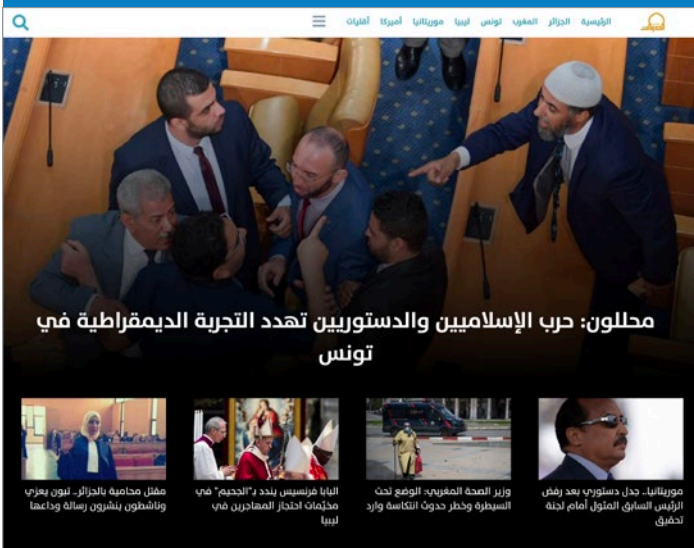 الرئيسية الجزائر المغرب تونس ليبيا موريتانيا أميركا أقليات
محللون: حرب الإسلاميين والدستوريين تهدد التجربة الديمقراطية في
تونس
موريتانيا.. جدل دستوري بعد رفض
الرئيس السابق المثول أمام لجنة
تحقيق
وزير الصحة المغربي: الوضع تحت
السيطرة وخطر حدوث انتكاسة وارد
البابا فرنسيس يندد بـ"الجحيم" في
مخيّمات احتجاز المهاجرين في
ليبيا
مقتل محامية بالجزائر.. تبون يعزي
وناشطون ينشرون رسالة وداعها